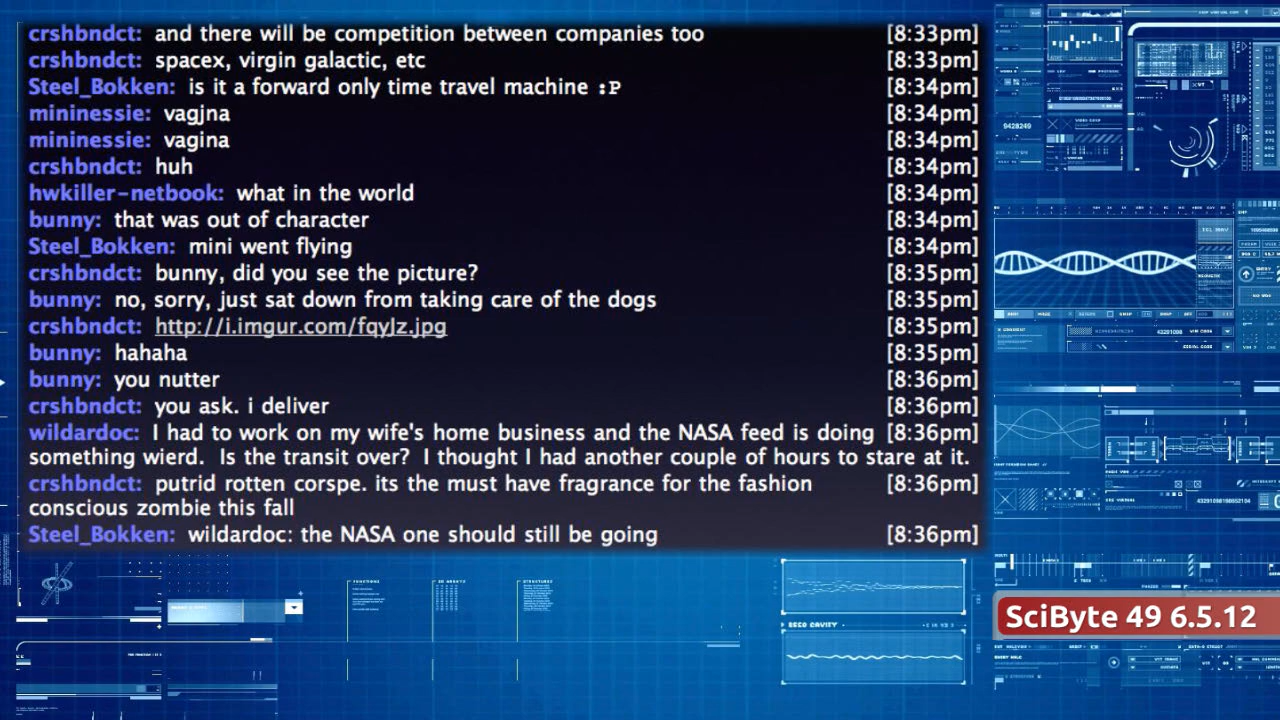 crshbndct: and there will be competition between companies too [8:33pm]
crshbndct: spacex, virgin galactic, etc [8:33pm]
Steel_Bokken: is it a forward only time travel machine :P [8:34pm]
mininessie: vagjna [8:34pm]
mininessie: vagina [8:34pm]
crshbndct: huh [8:34pm]
hwkiller-netbook: what in the world [8:34pm]
bunny: that was out of character [8:34pm]
Steel_Bokken: mini went flying [8:34pm]
crshbndct: bunny, did you see the picture? [8:35pm]
bunny: no, sorry, just sat down from taking care of the dogs [8:35pm]
crshbndct: http://i.imgur.com/fqyJz.jpg [8:35pm]
bunny: hahaha [8:35pm]
bunny: you nutter [8:36pm]
crshbndct: you ask. i deliver [8:36pm]
wildardoc: I had to work on my wife's home business and the NASA feed is doing [8:36pm]
something wierd. Is the transit over? I thought I had another couple of hours to stare at it.
crshbndct: putrid rotten corspe. its the must have fragrance for the fashion [8:36pm]
conscious zombie this fall
Steel_Bokken: wildardoc: the NASA one should still be going [8:36pm]
9428249
BEER CAVITY
SciByte 49 6.5.12